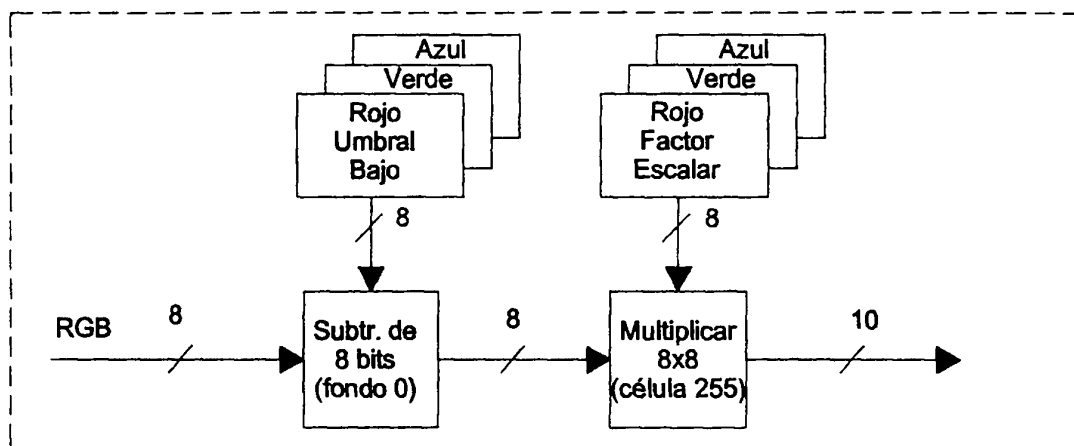 Azul
Verde
Rojo
Umbral
Bajo
8
Azul
Verde
Rojo
Factor
Escalar
8
RGB
8
Subtr. de
8 bits
(fondo 0)
8
Multiplicar
8x8
(célula 255)
10